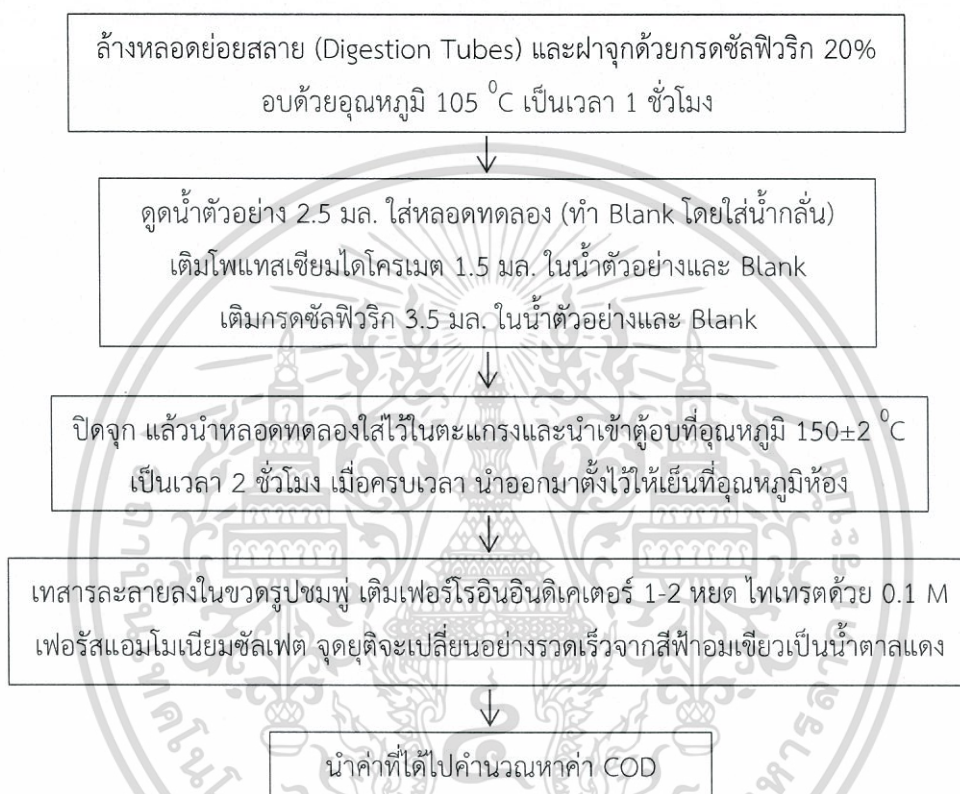 ล้างหลอดย่อยสลาย (Digestion Tubes) และฝาจุกด้วยกรดซัลฟิวริก 20%
อบด้วยอุณหภูมิ 105 ⁰C เป็นเวลา 1 ชั่วโมง
ดูดน้ำตัวอย่าง 2.5 มล. ใส่หลอดทดลอง (ทำ Blank โดยใส่น้ำกลั่น)
เติมโพแทสเซียมไดโครเมต 1.5 มล. ในน้ำตัวอย่างและ Blank
เติมกรดซัลฟิวริก 3.5 มล. ในน้ำตัวอย่างและ Blank
ปิดจุก แล้วนำหลอดทดลองใส่ไว้ในตะแกรงและนำเข้าตู้อบที่อุณหภูมิ 150±2 ⁰C
เป็นเวลา 2 ชั่วโมง เมื่อครบเวลา นำออกมาตั้งไว้ให้เย็นที่อุณหภูมิห้อง
เทสารละลายลงในขวดรูปชมพู่ เติมเฟอร์โรอินอินดิเคเตอร์ 1-2 หยด ไทเทรตด้วย 0.1 M
เฟอรัสแอมโมเนียมซัลเฟต จุดยุติจะเปลี่ยนอย่างรวดเร็วจากสีฟ้าอมเขียวเป็นน้ำตาลแดง
นำค่าที่ได้ไปคำนวณหาค่า COD